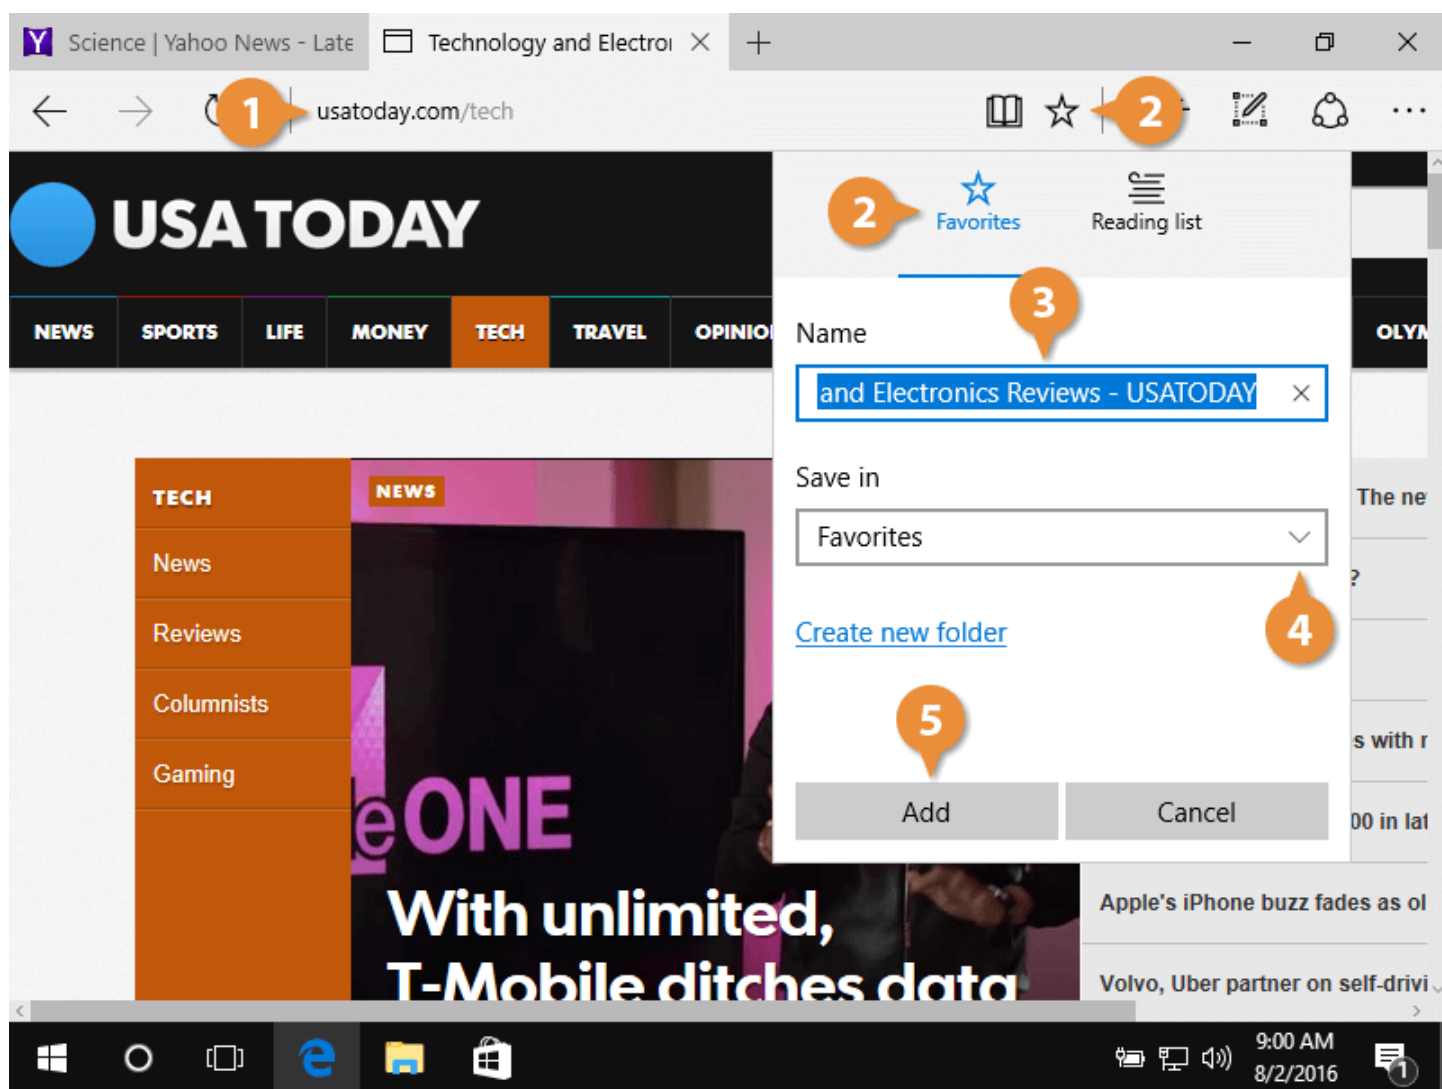 Y Science | Yahoo News - Late
Technology and Electro
1
usatoday.com/tech
2
USA TODAY
2
Favorites
Reading list
NEWS SPORTS LIFE MONEY TECH TRAVEL OPINIO
OLYM
3
Name
and Electronics Reviews - USATODAY
Save in
Favorites
4
Create new folder
5
Add
Cancel
TECH
News
Reviews
Columnists
Gaming
NEWS
eONE
With unlimited,
T-Mobile ditches data
The ne
?
s with r
00 in lat
Apple's iPhone buzz fades as ol
Volvo, Uber partner on self-drivi
9:00 AM
8/2/2016
1